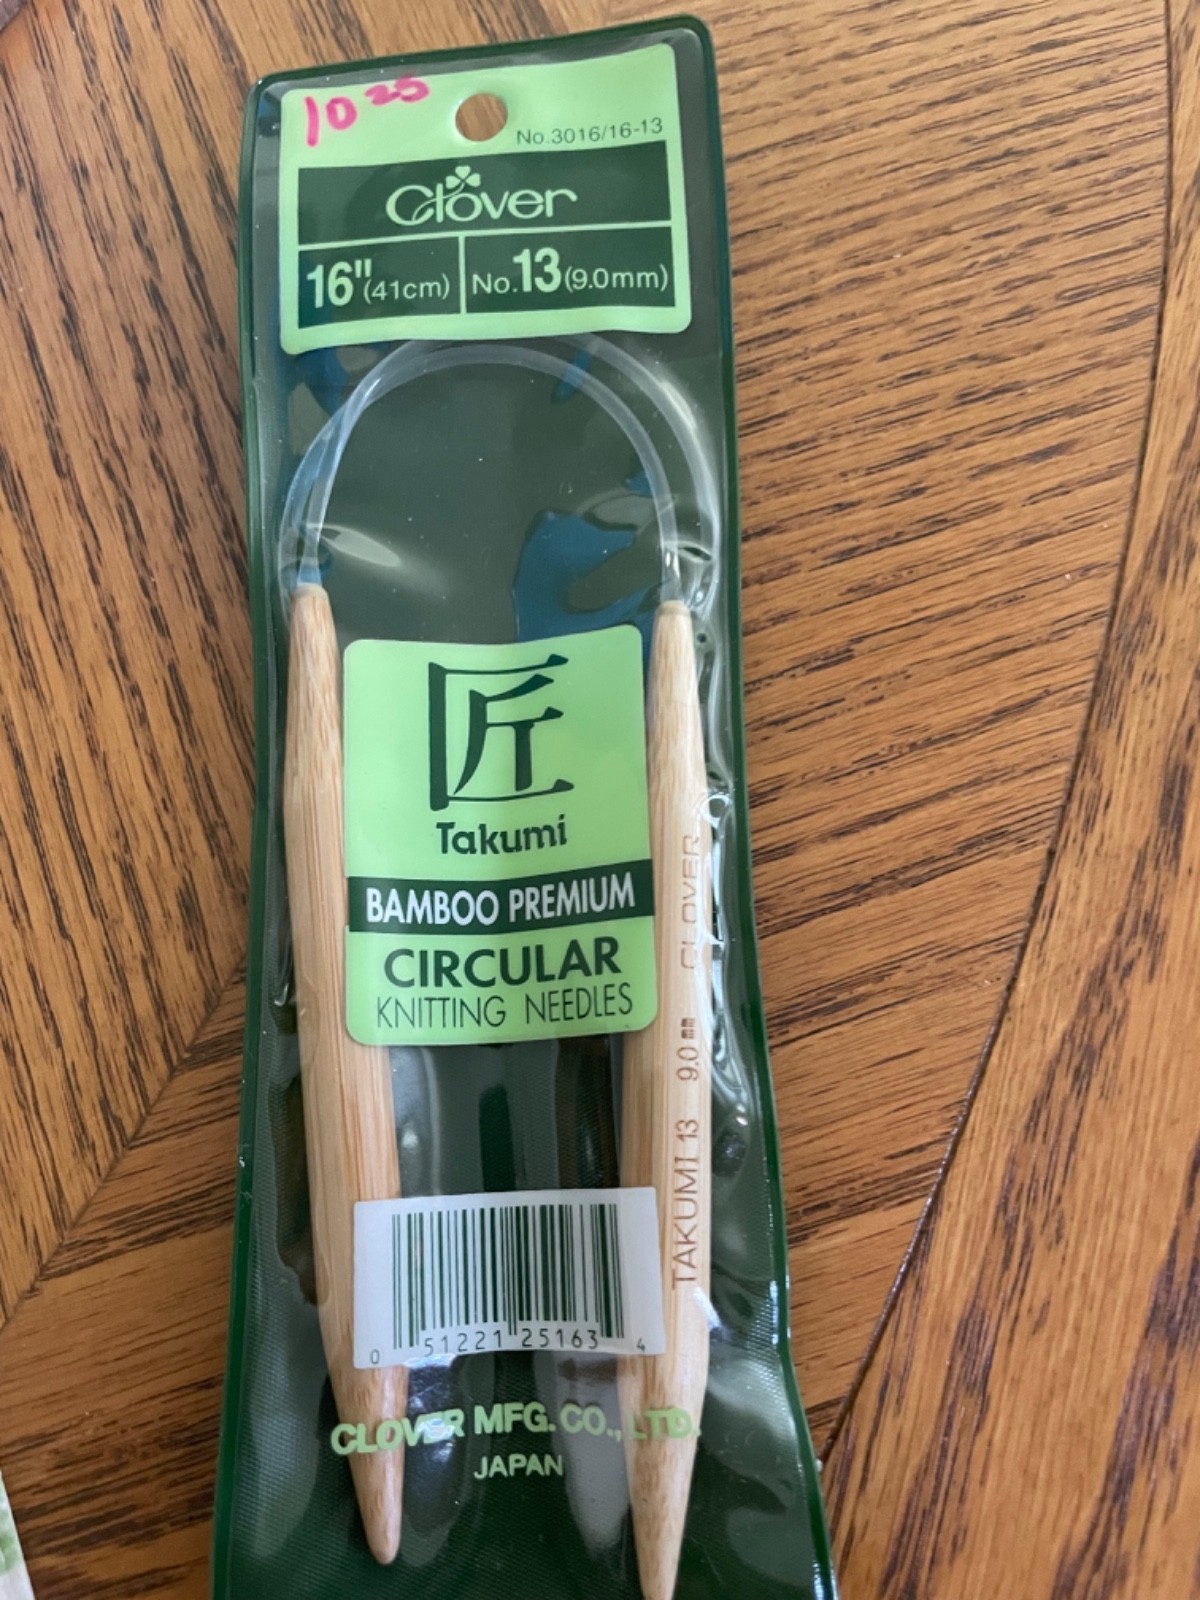 10 25
No.3016/16-13
Clover
16"(41cm) No.13(9.0mm)
匠
Takumi
BAMBOO PREMIUM
CIRCULAR
KNITTING NEEDLES
TAKUMI 13 9.0mm CLOVER
0 51221 25163 4
CLOVER MFG. CO., LTD.
JAPAN